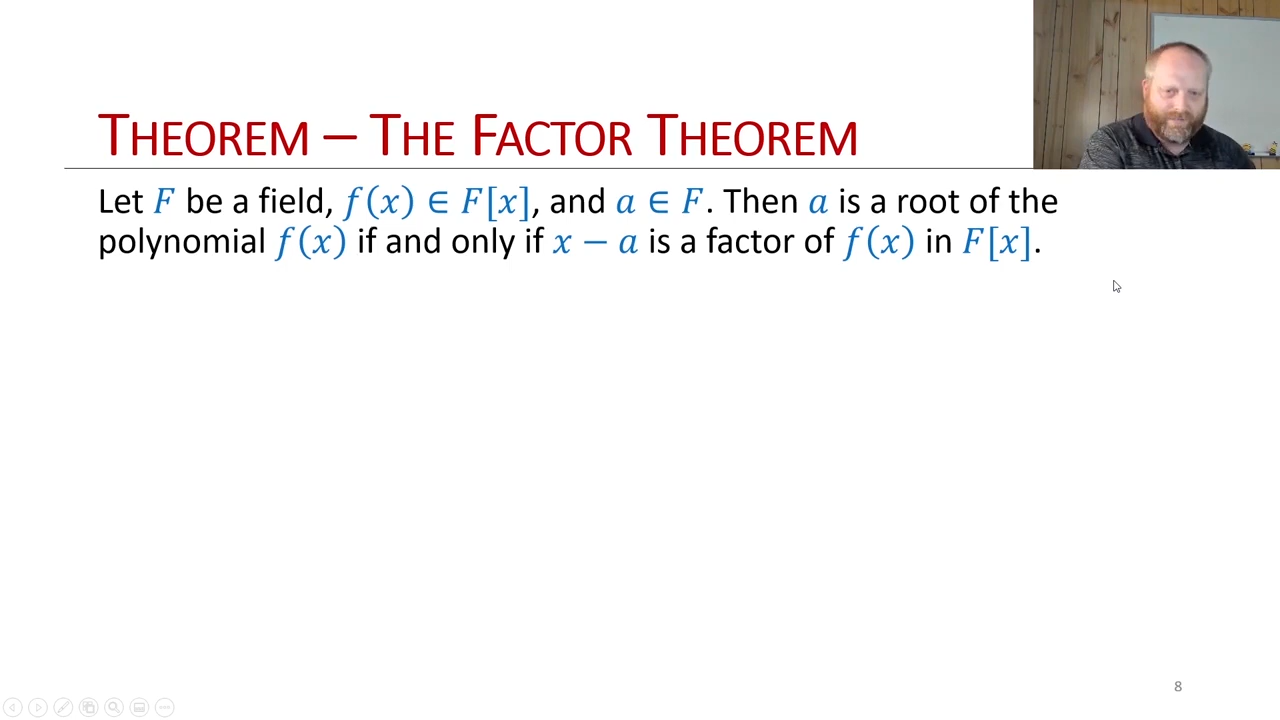 THEOREM – THE FACTOR THEOREM
Let F be a field, f(x) ∈ F[x], and a ∈ F. Then a is a root of the
polynomial f(x) if and only if x − a is a factor of f(x) in F[x].
8